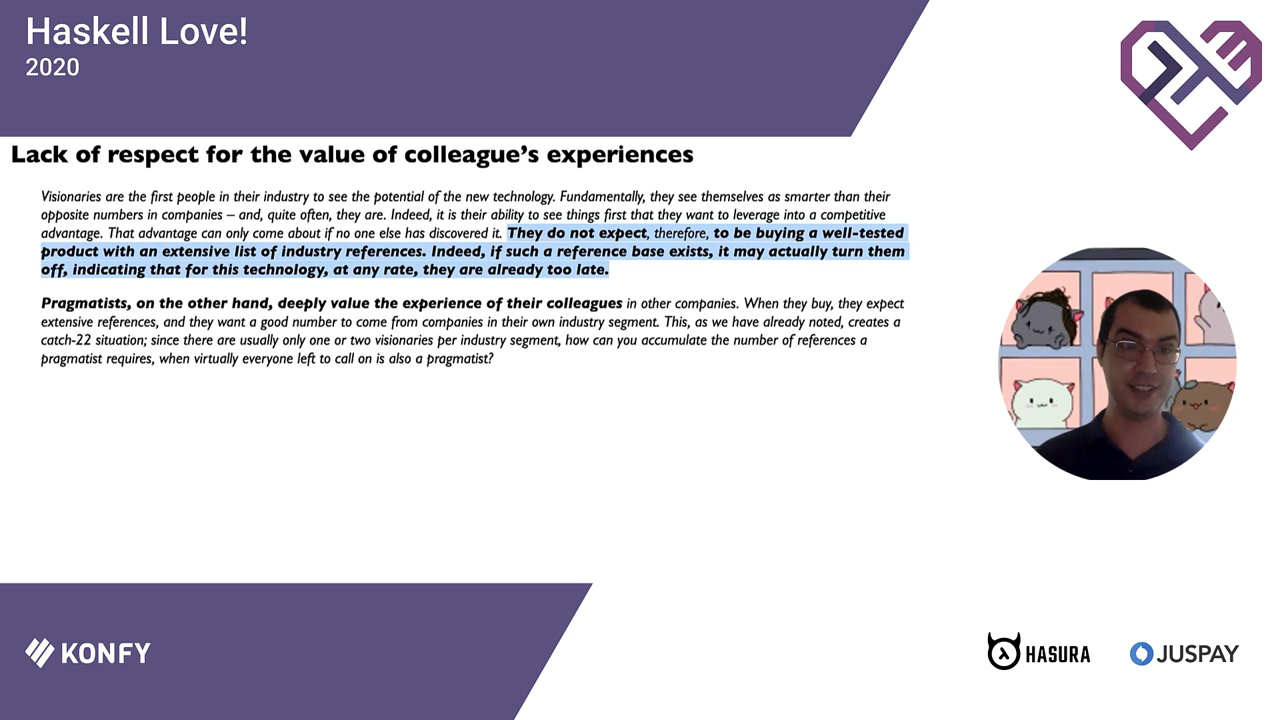 Haskell Love!
2020
Lack of respect for the value of colleague's experiences
Visionaries are the first people in their industry to see the potential of the new technology. Fundamentally, they see themselves as smarter than their
opposite numbers in companies – and, quite often, they are. Indeed, it is their ability to see things first that they want to leverage into a competitive
advantage. That advantage can only come about if no one else has discovered it. They do not expect, therefore, to be buying a well-tested
product with an extensive list of industry references. Indeed, if such a reference base exists, it may actually turn them
off, indicating that for this technology, at any rate, they are already too late.
Pragmatists, on the other hand, deeply value the experience of their colleagues in other companies. When they buy, they expect
extensive references, and they want a good number to come from companies in their own industry segment. This, as we have already noted, creates a
catch-22 situation; since there are usually only one or two visionaries per industry segment, how can you accumulate the number of references a
pragmatist requires, when virtually everyone left to call on is also a pragmatist?
KONFY
HASURA
JUSPAY